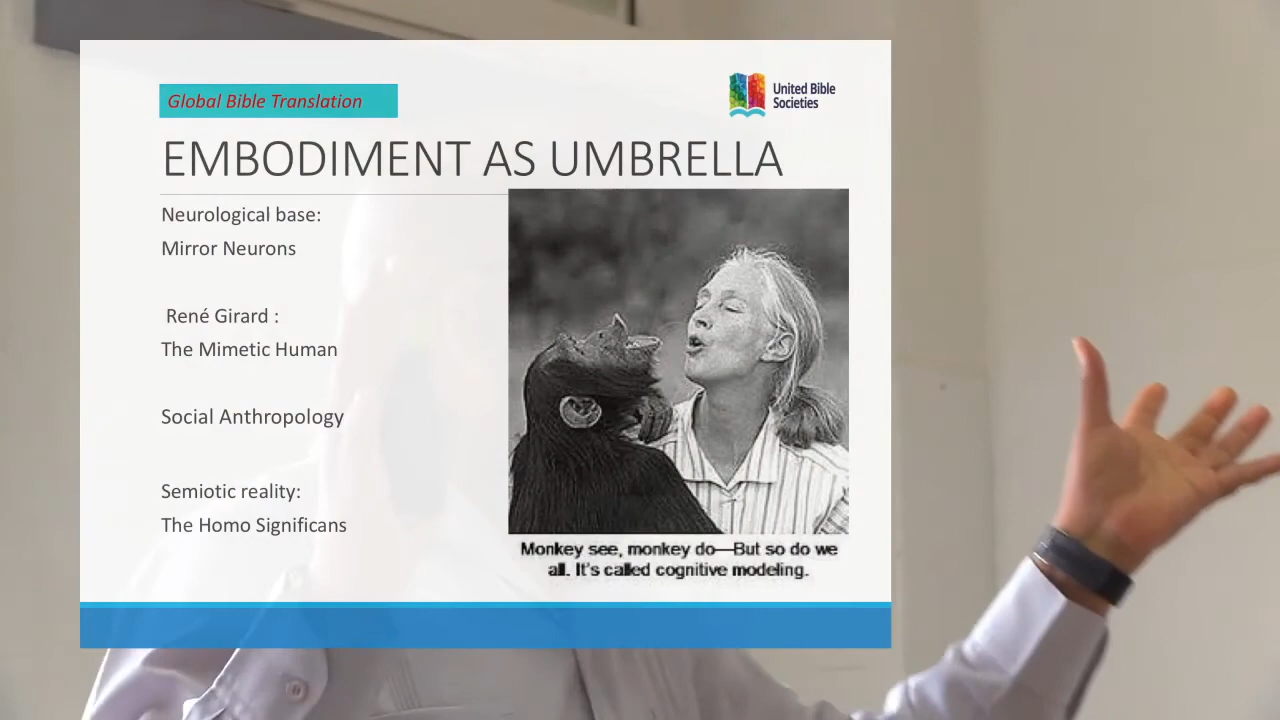 Global Bible Translation
United Bible
Societies
EMBODIMENT AS UMBRELLA
Neurological base:
Mirror Neurons
René Girard :
The Mimetic Human
Social Anthropology
Semiotic reality:
The Homo Significans
Monkey see, monkey do—But so do we
all. It's called cognitive modeling.